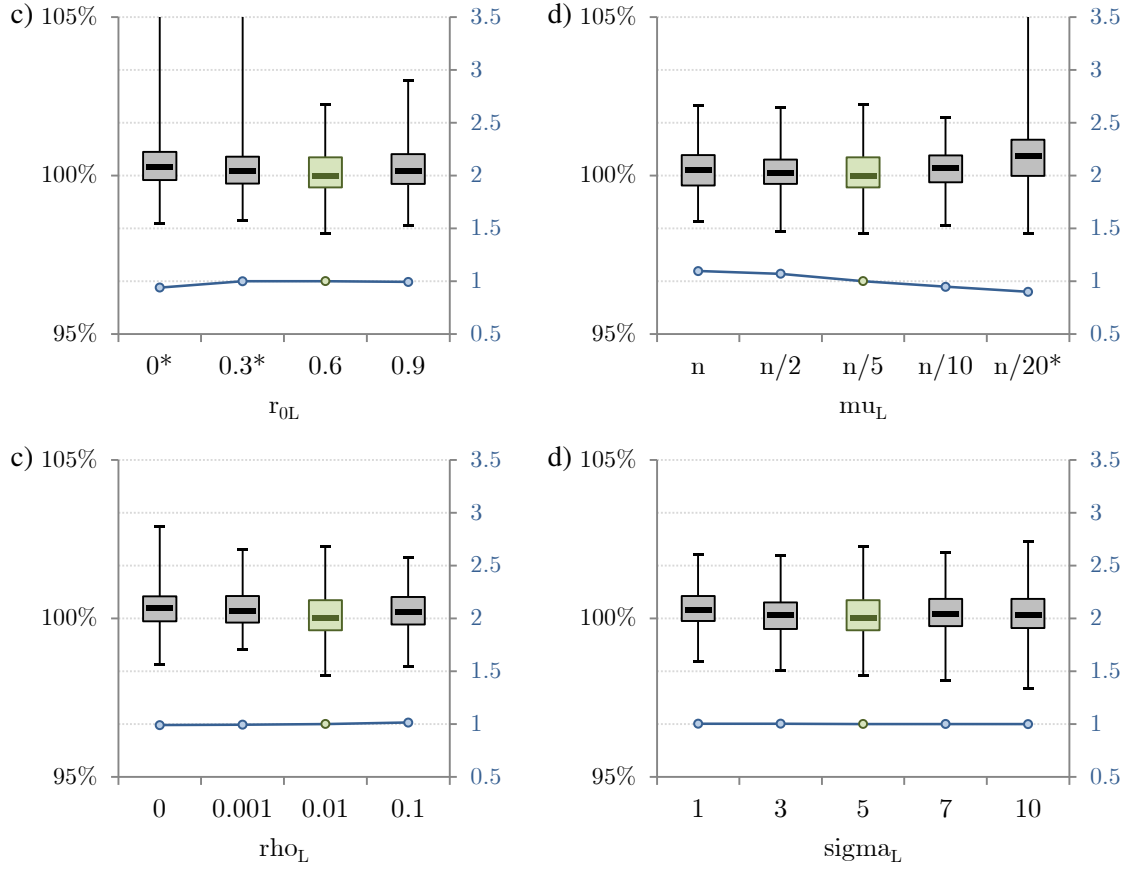 c) 105% 3.5 d) 105% 3.5
3 3
2.5 2.5
100% 2 100% 2
1.5 1.5
1 1
95% 0.5 95% 0.5
0* 0.3* 0.6 0.9 n n/2 n/5 n/10 n/20*
r0L muL
c) 105% 3.5 d) 105% 3.5
3 3
2.5 2.5
100% 2 100% 2
1.5 1.5
1 1
95% 0.5 95% 0.5
0 0.001 0.01 0.1 1 3 5 7 10
rhoL sigmaL